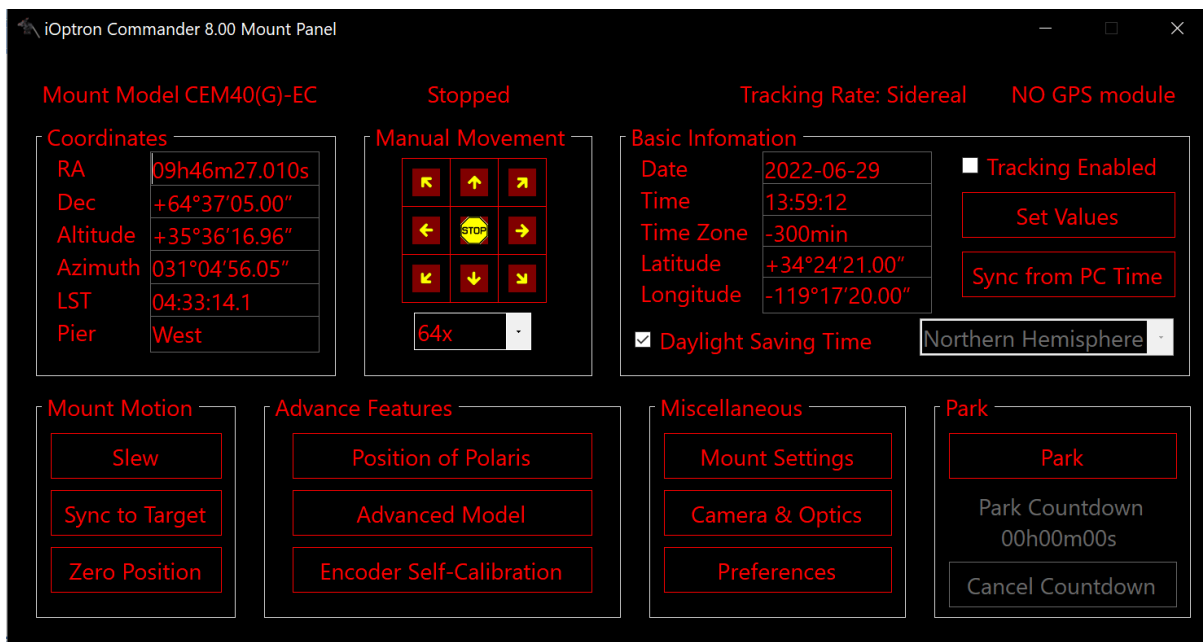 iOptron Commander 8.00 Mount Panel
Mount Model CEM40(G)-EC Stopped Tracking Rate: Sidereal NO GPS module
Coordinates
RA 09h46m27.010s
Dec +64°37′05.00″
Altitude +35°36′16.96″
Azimuth 031°04′56.05″
LST 04:33:14.1
Pier West
Manual Movement
STOP
64x
Basic Infomation
Date 2022-06-29
Time 13:59:12
Time Zone -300min
Latitude +34°24′21.00″
Longitude -119°17′20.00″
Daylight Saving Time
Tracking Enabled
Set Values
Sync from PC Time
Northern Hemisphere
Mount Motion
Slew
Sync to Target
Zero Position
Advance Features
Position of Polaris
Advanced Model
Encoder Self-Calibration
Miscellaneous
Mount Settings
Camera & Optics
Preferences
Park
Park
Park Countdown
00h00m00s
Cancel Countdown